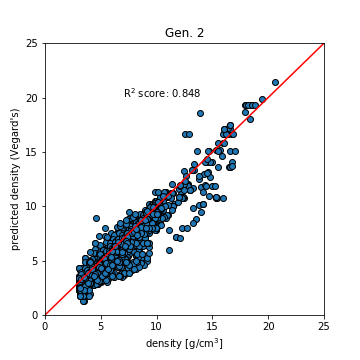 Gen. 2
R² score: 0.848
25
20
15
10
5
0
predicted density (Vegard's)
0 5 10 15 20 25
density [g/cm³]